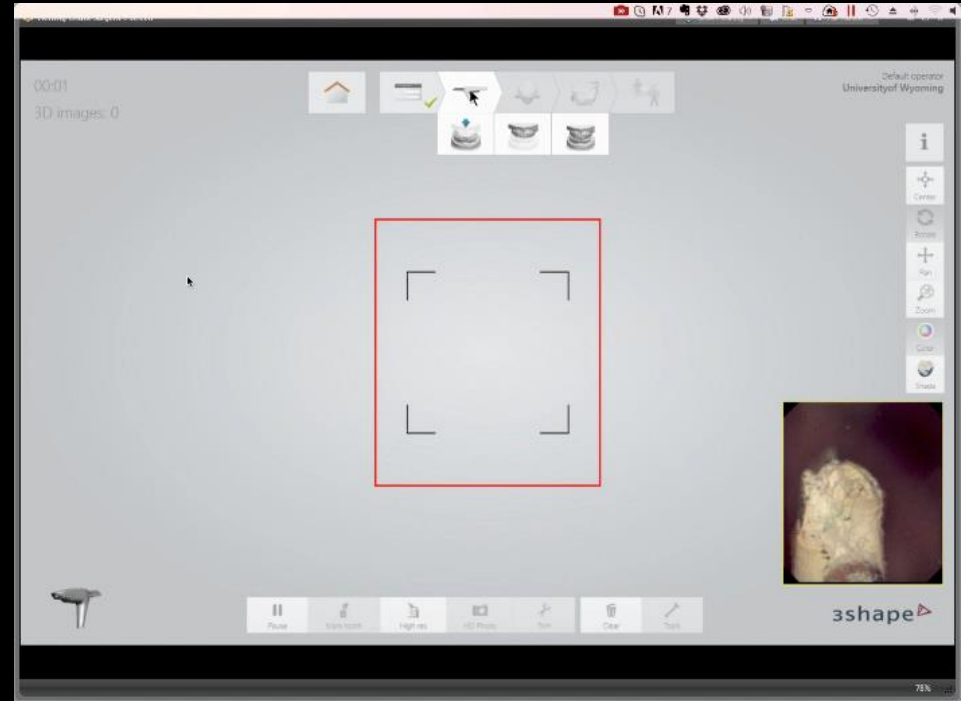 00:01
3D images: 0
Default operator
Universityof Wyoming
i
Center
Rotate
Pan
Zoom
Color
Shade
Pause
High res
HD Photo
Trim
Clear
3shape
78%